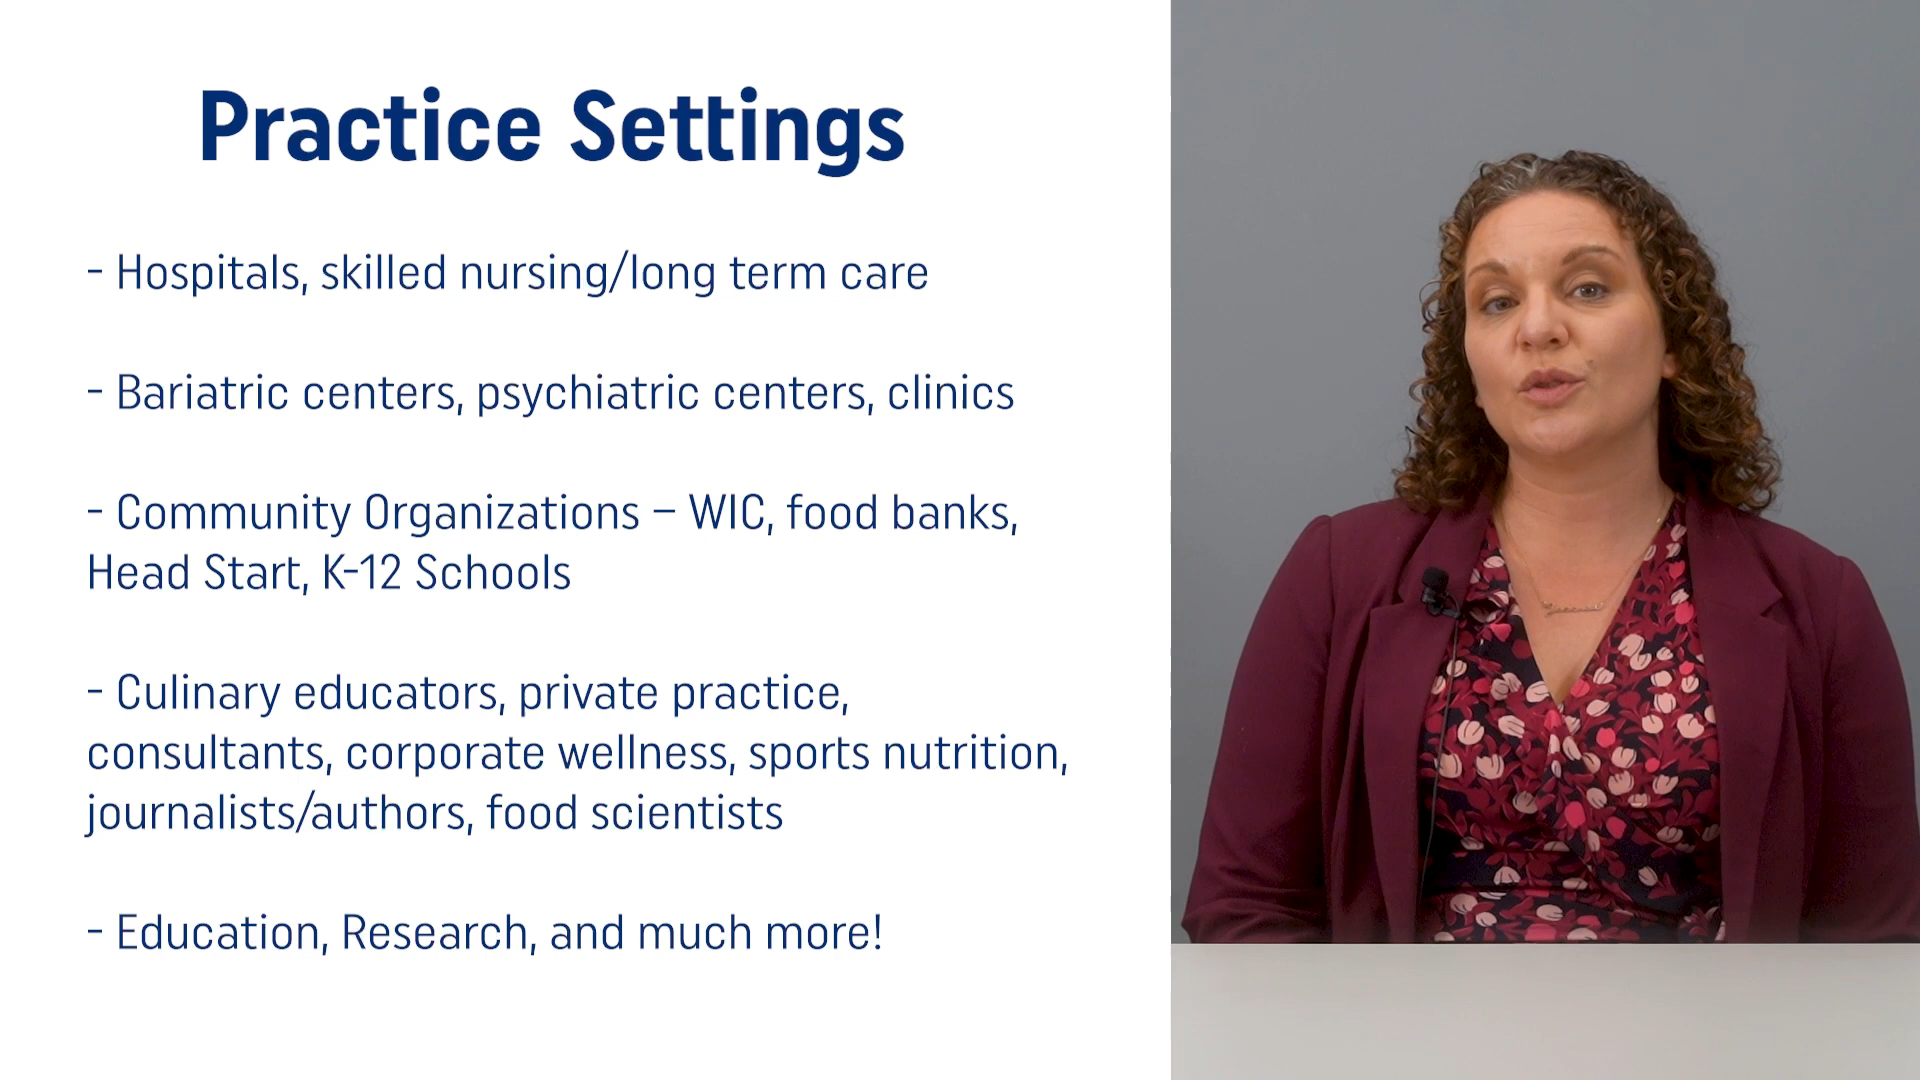 Practice Settings
- Hospitals, skilled nursing/long term care
- Bariatric centers, psychiatric centers, clinics
- Community Organizations – WIC, food banks,
Head Start, K-12 Schools
- Culinary educators, private practice,
consultants, corporate wellness, sports nutrition,
journalists/authors, food scientists
- Education, Research, and much more!